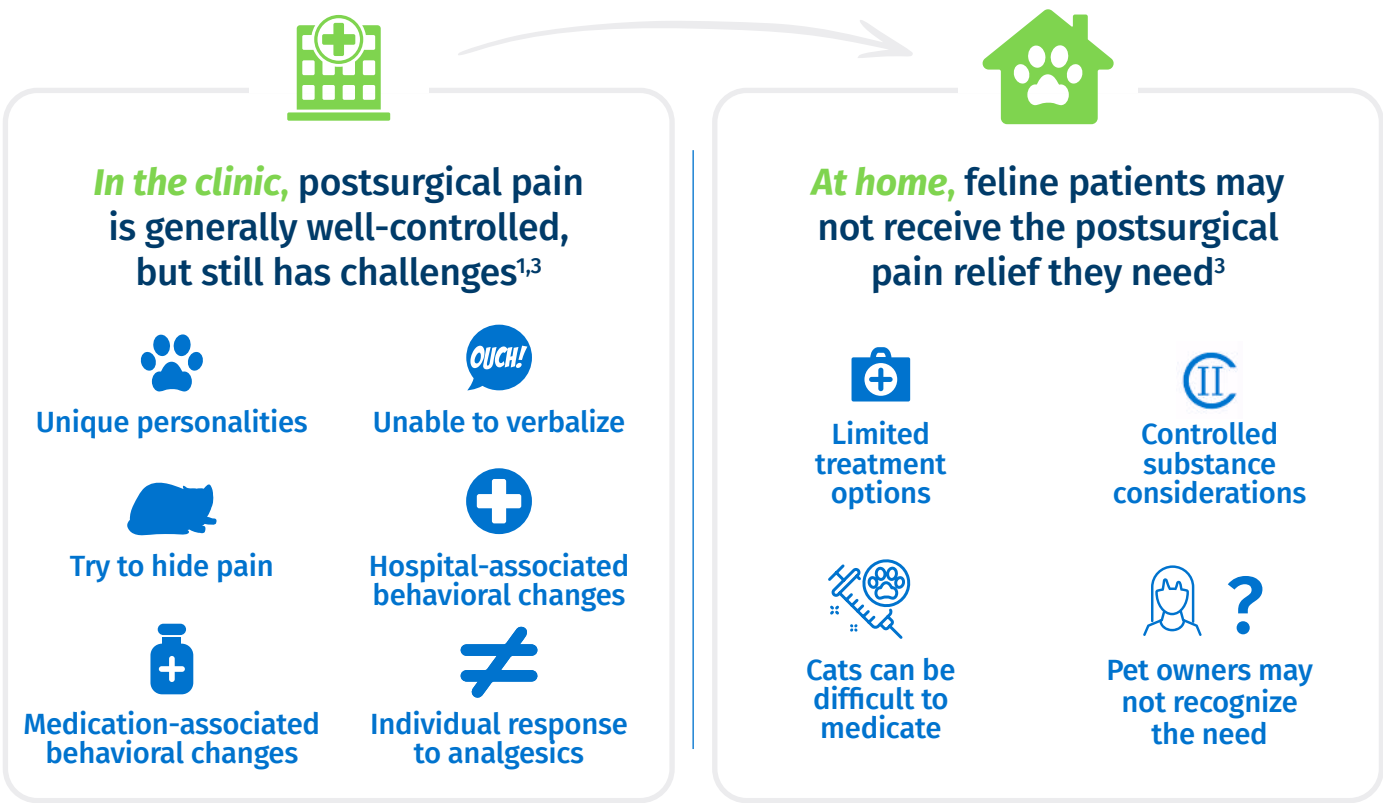 In the clinic, postsurgical pain
is generally well-controlled,
but still has challenges1,3
Unique personalities
OUCH!
Unable to verbalize
Try to hide pain
Hospital-associated
behavioral changes
Medication-associated
behavioral changes
Individual response
to analgesics
At home, feline patients may
not receive the postsurgical
pain relief they need3
Limited
treatment
options
CII
Controlled
substance
considerations
Cats can be
difficult to
medicate
?
Pet owners may
not recognize
the need